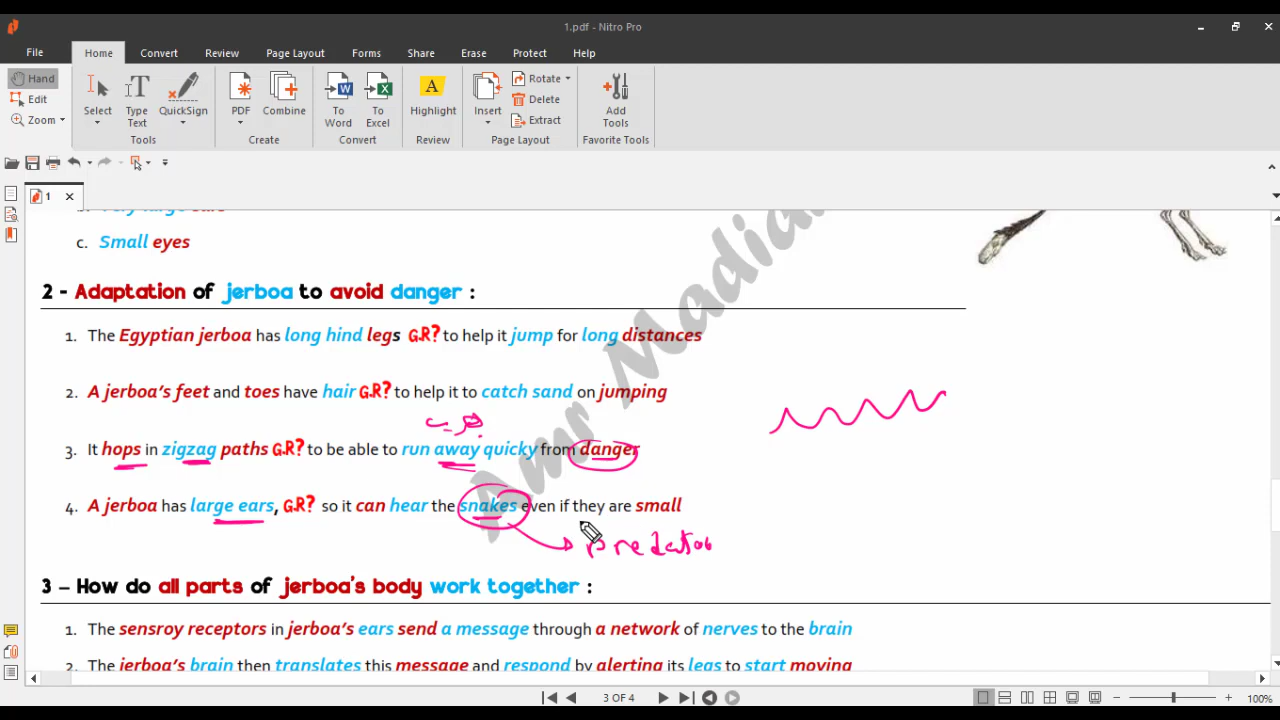 1.pdf - Nitro Pro
File Home Convert Review Page Layout Forms Share Erase Protect Help
Hand
Edit
Zoom
Select
Type Text
QuickSign
Tools
PDF
Combine
Create
To Word
To Excel
Convert
Highlight
Review
Insert
Rotate
Delete
Extract
Page Layout
Add Tools
Favorite Tools
1
c. Small eyes
2 - Adaptation of jerboa to avoid danger :
1. The Egyptian jerboa has long hind legs G.R? to help it jump for long distances
2. A jerboa's feet and toes have hair G.R? to help it to catch sand on jumping
3. It hops in zigzag paths G.R? to be able to run away quicky from danger
4. A jerboa has large ears, G.R? so it can hear the snakes even if they are small
predator
3 – How do all parts of jerboa's body work together :
1. The sensroy receptors in jerboa's ears send a message through a network of nerves to the brain
2. The jerboa's brain then translates this message and respond by alerting its legs to start moving
Amr Madia
3 OF 4
100%